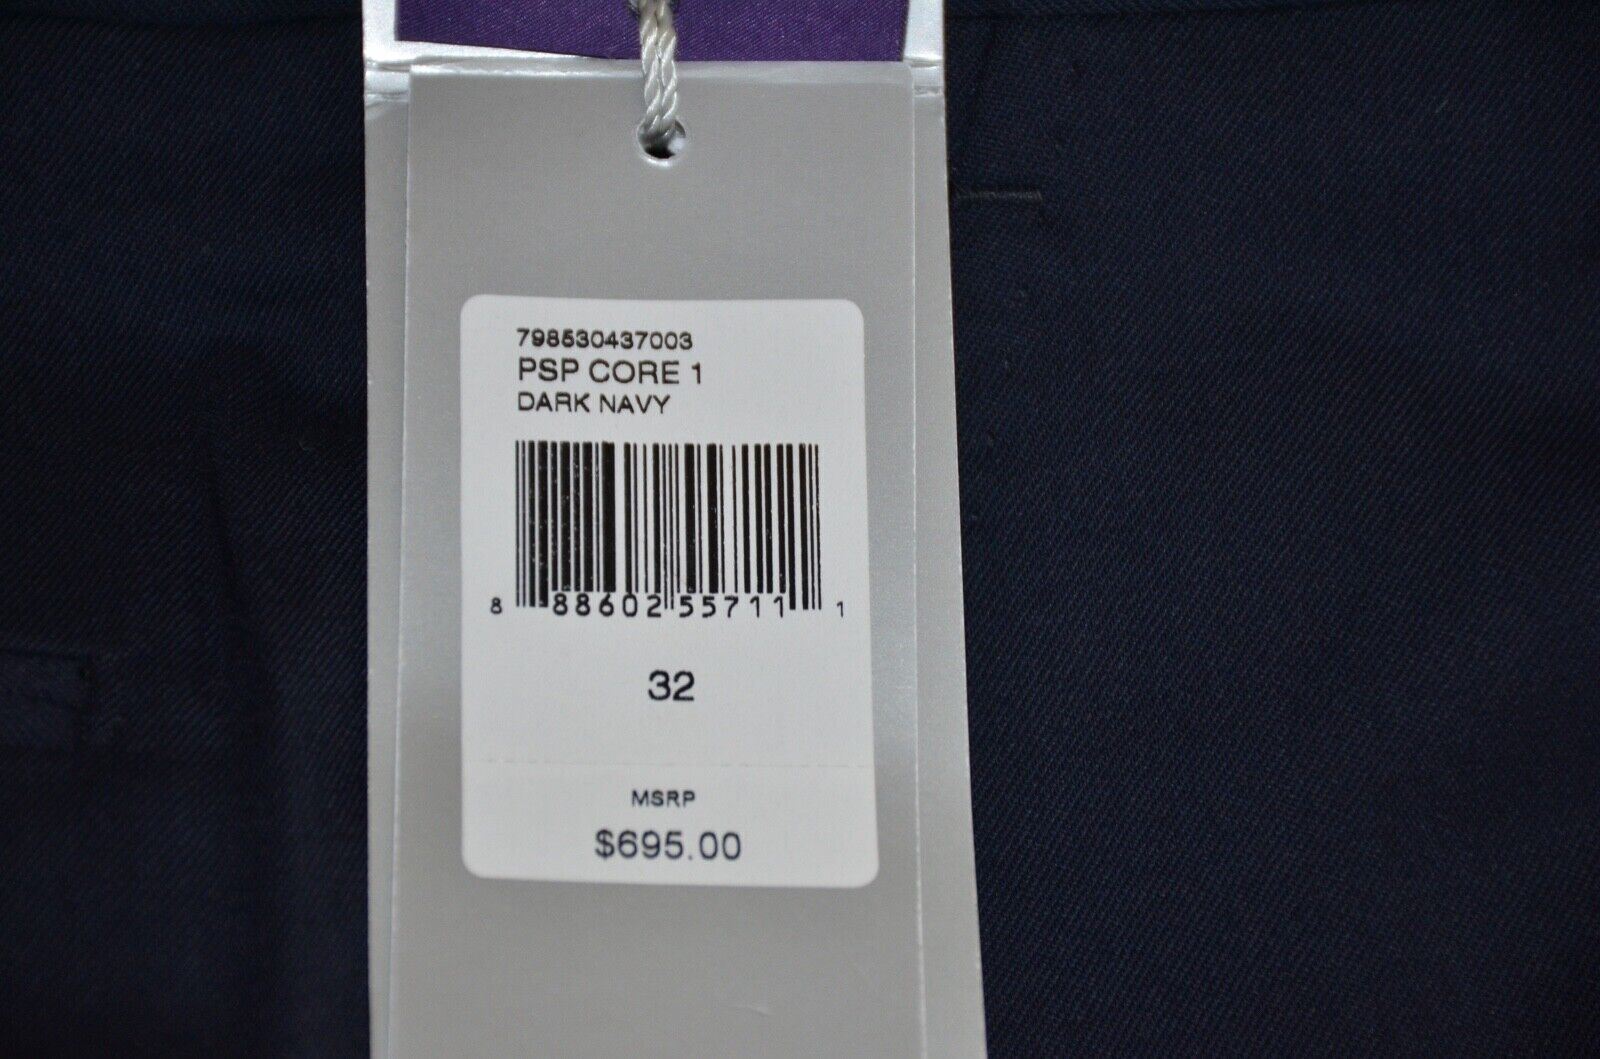 798530437003
PSP CORE 1
DARK NAVY
8 88602 55711 1
32
MSRP
$695.00